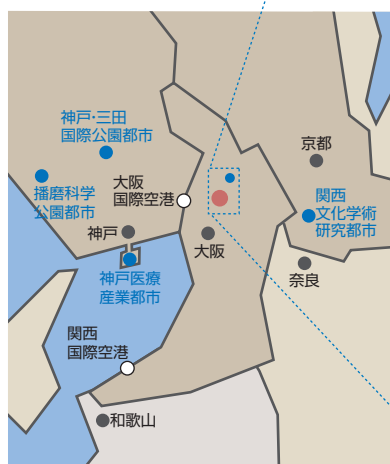 神戸・三田
国際公園都市
京都
大阪
国際空港
播磨科学
公園都市
関西
文化学術
研究都市
神戸
大阪
神戸医療
産業都市
奈良
関西
国際空港
和歌山